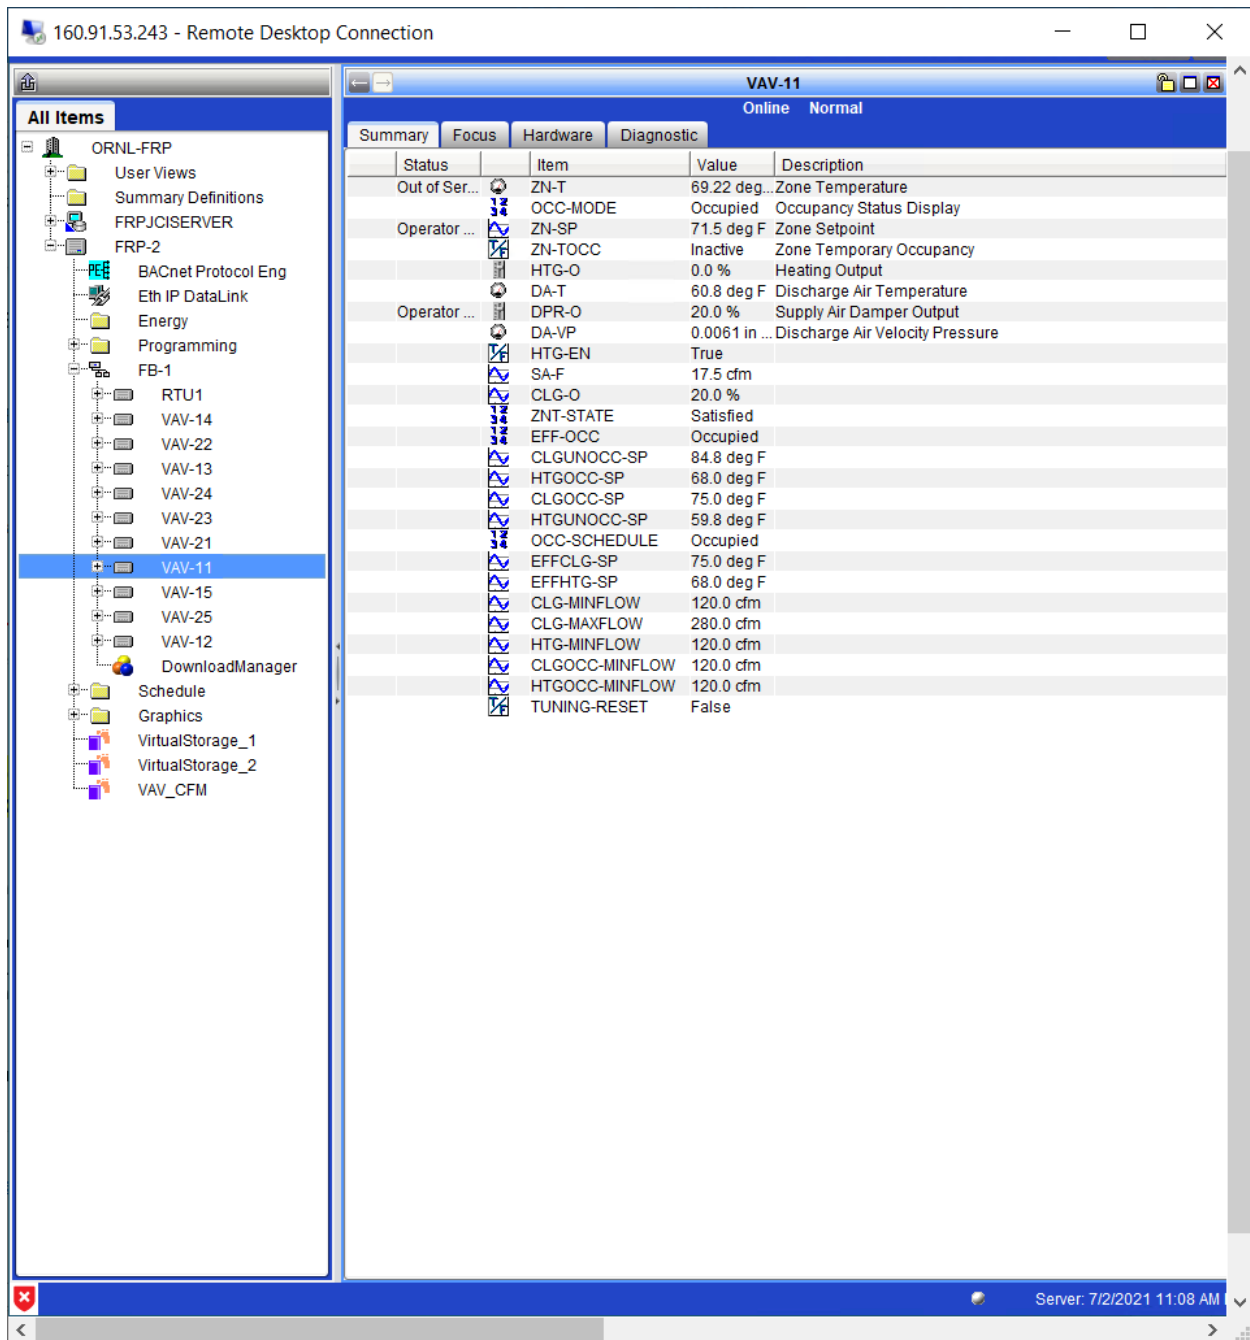 160.91.53.243 - Remote Desktop Connection
All Items
ORNL-FRP
User Views
Summary Definitions
FRPJCISERVER
FRP-2
BACnet Protocol Eng
Eth IP DataLink
Energy
Programming
FB-1
RTU1
VAV-14
VAV-22
VAV-13
VAV-24
VAV-23
VAV-21
VAV-11
VAV-15
VAV-25
VAV-12
DownloadManager
Schedule
Graphics
VirtualStorage_1
VirtualStorage_2
VAV_CFM
VAV-11
Online Normal
Summary Focus Hardware Diagnostic
Status Item Value Description
Out of Ser... ZN-T 69.22 deg... Zone Temperature
OCC-MODE Occupied Occupancy Status Display
Operator ... ZN-SP 71.5 deg F Zone Setpoint
ZN-TOCC Inactive Zone Temporary Occupancy
HTG-O 0.0 % Heating Output
DA-T 60.8 deg F Discharge Air Temperature
Operator ... DPR-O 20.0 % Supply Air Damper Output
DA-VP 0.0061 in ... Discharge Air Velocity Pressure
HTG-EN True
SA-F 17.5 cfm
CLG-O 20.0 %
ZNT-STATE Satisfied
EFF-OCC Occupied
CLGUNOCC-SP 84.8 deg F
HTGOCC-SP 68.0 deg F
CLGOCC-SP 75.0 deg F
HTGUNOCC-SP 59.8 deg F
OCC-SCHEDULE Occupied
EFFCLG-SP 75.0 deg F
EFFHTG-SP 68.0 deg F
CLG-MINFLOW 120.0 cfm
CLG-MAXFLOW 280.0 cfm
HTG-MINFLOW 120.0 cfm
CLGOCC-MINFLOW 120.0 cfm
HTGOCC-MINFLOW 120.0 cfm
TUNING-RESET False
Server: 7/2/2021 11:08 AM